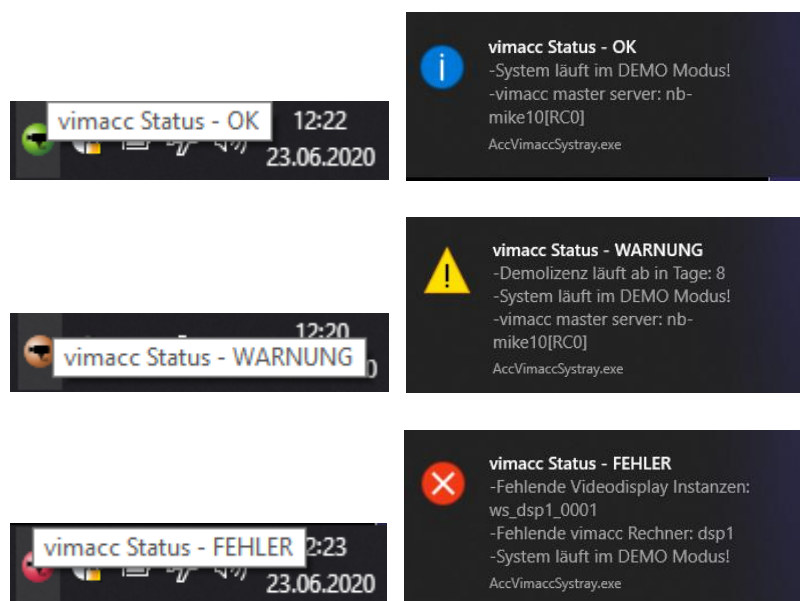 vimacc Status - OK
12:22
23.06.2020
vimacc Status - OK
-System läuft im DEMO Modus!
-vimacc master server: nb-
mike10[RC0]
AccVimaccSystray.exe
12:20
vimacc Status - WARNUNG
0
vimacc Status - WARNUNG
-Demolizenz läuft ab in Tage: 8
-System läuft im DEMO Modus!
-vimacc master server: nb-
mike10[RC0]
AccVimaccSystray.exe
vimacc Status - FEHLER
2:23
23.06.2020
vimacc Status - FEHLER
-Fehlende Videodisplay Instanzen:
ws_dsp1_0001
-Fehlende vimacc Rechner: dsp1
-System läuft im DEMO Modus!
AccVimaccSystray.exe